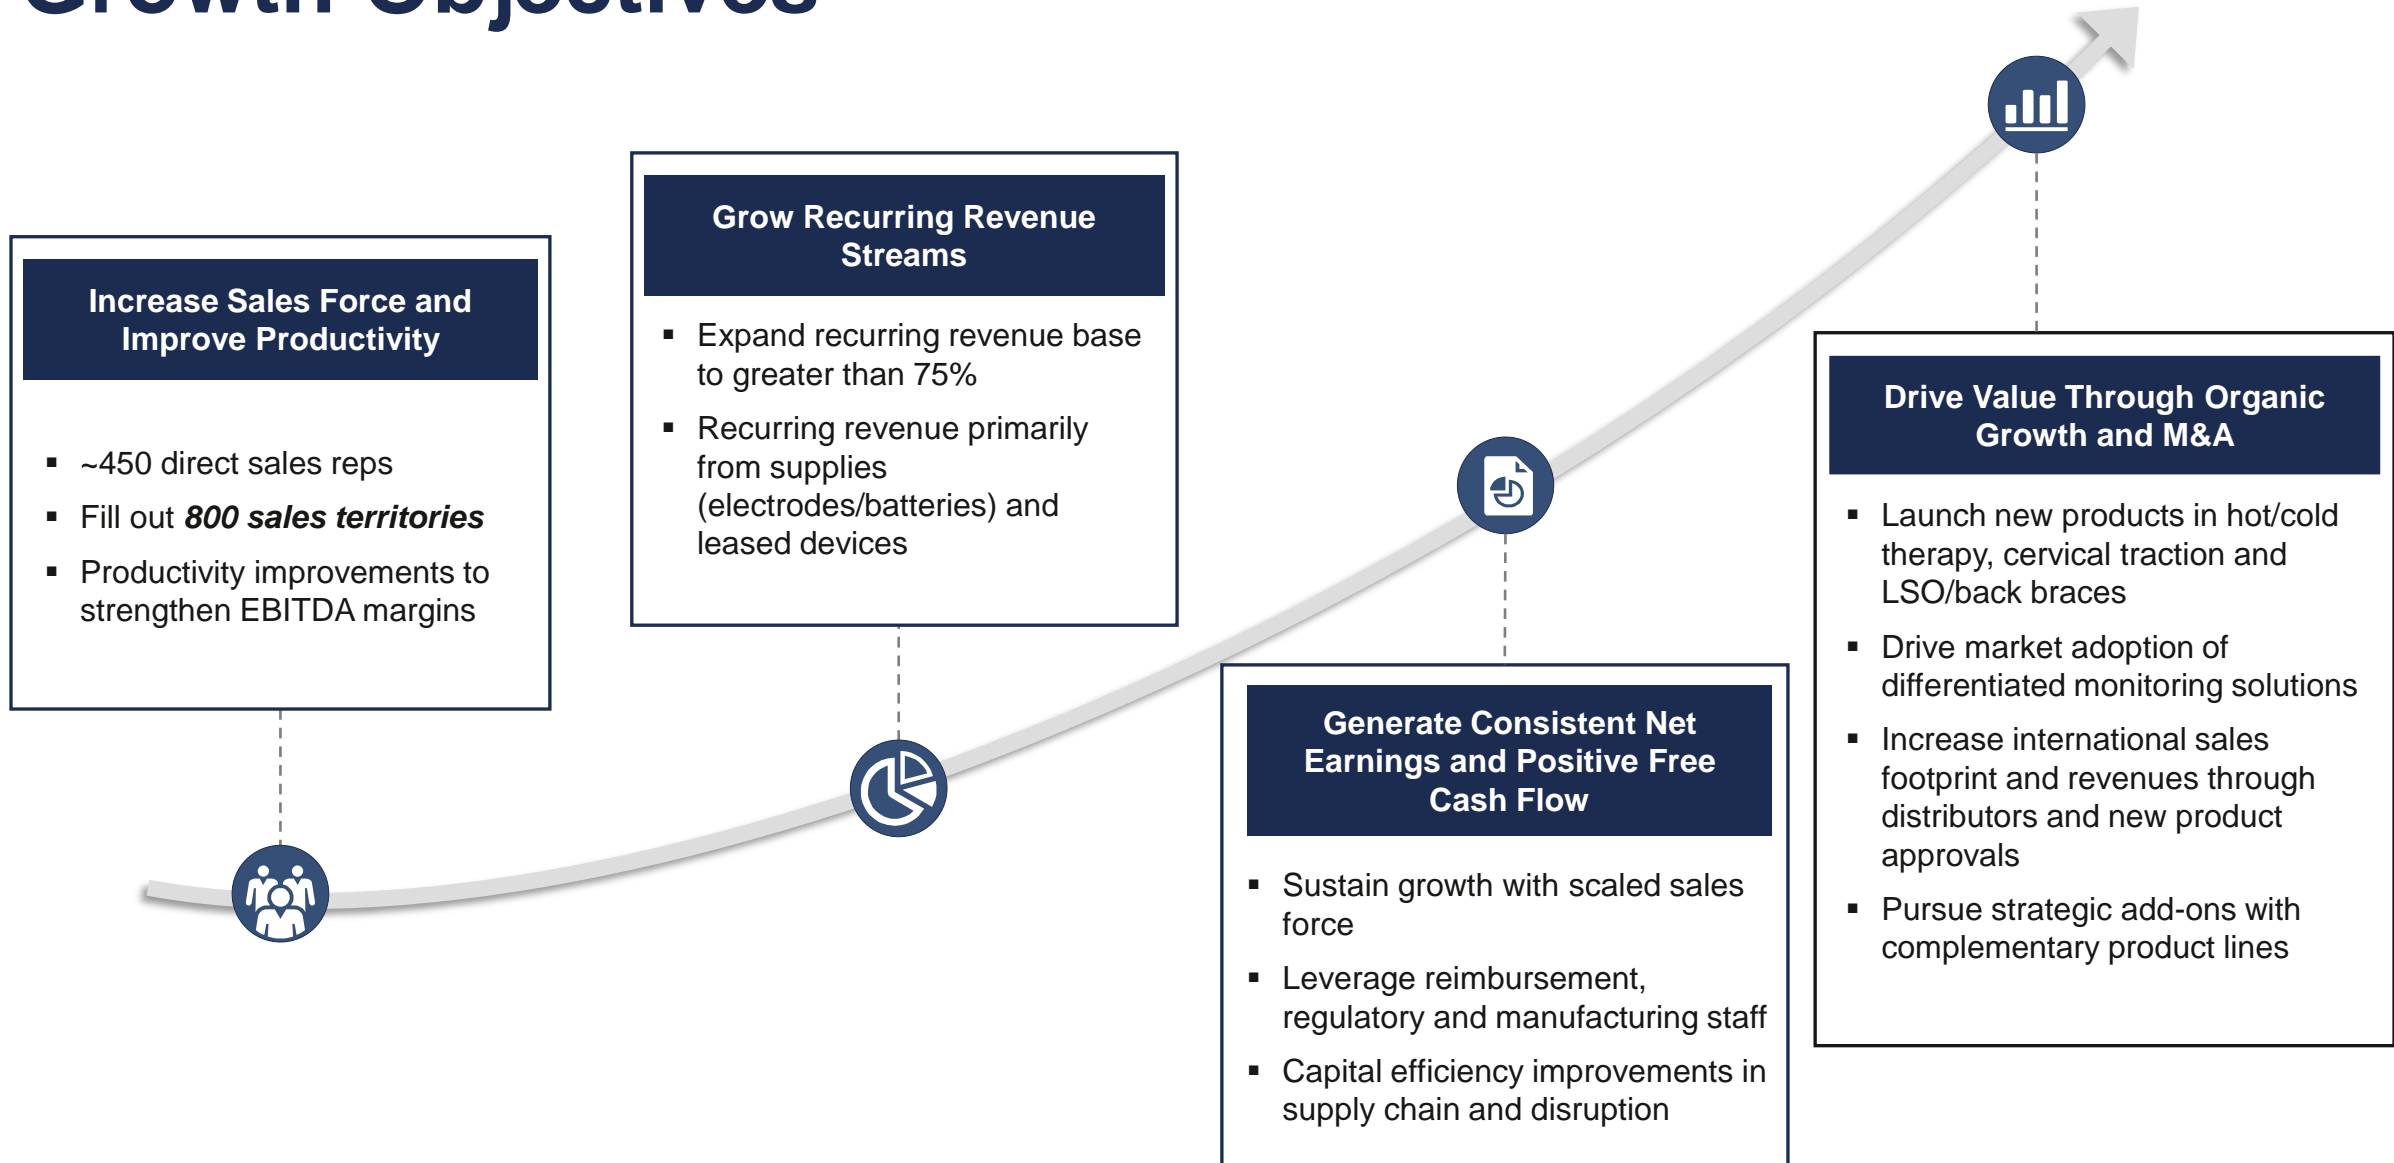 Growth Objectives
Increase Sales Force and
Improve Productivity
▪ ~450 direct sales reps
▪ Fill out 800 sales territories
▪ Productivity improvements to
strengthen EBITDA margins
Grow Recurring Revenue
Streams
▪ Expand recurring revenue base
to greater than 75%
▪ Recurring revenue primarily
from supplies
(electrodes/batteries) and
leased devices
Generate Consistent Net
Earnings and Positive Free
Cash Flow
▪ Sustain growth with scaled sales
force
▪ Leverage reimbursement,
regulatory and manufacturing staff
▪ Capital efficiency improvements in
supply chain and disruption
Drive Value Through Organic
Growth and M&A
▪ Launch new products in hot/cold
therapy, cervical traction and
LSO/back braces
▪ Drive market adoption of
differentiated monitoring solutions
▪ Increase international sales
footprint and revenues through
distributors and new product
approvals
▪ Pursue strategic add-ons with
complementary product lines